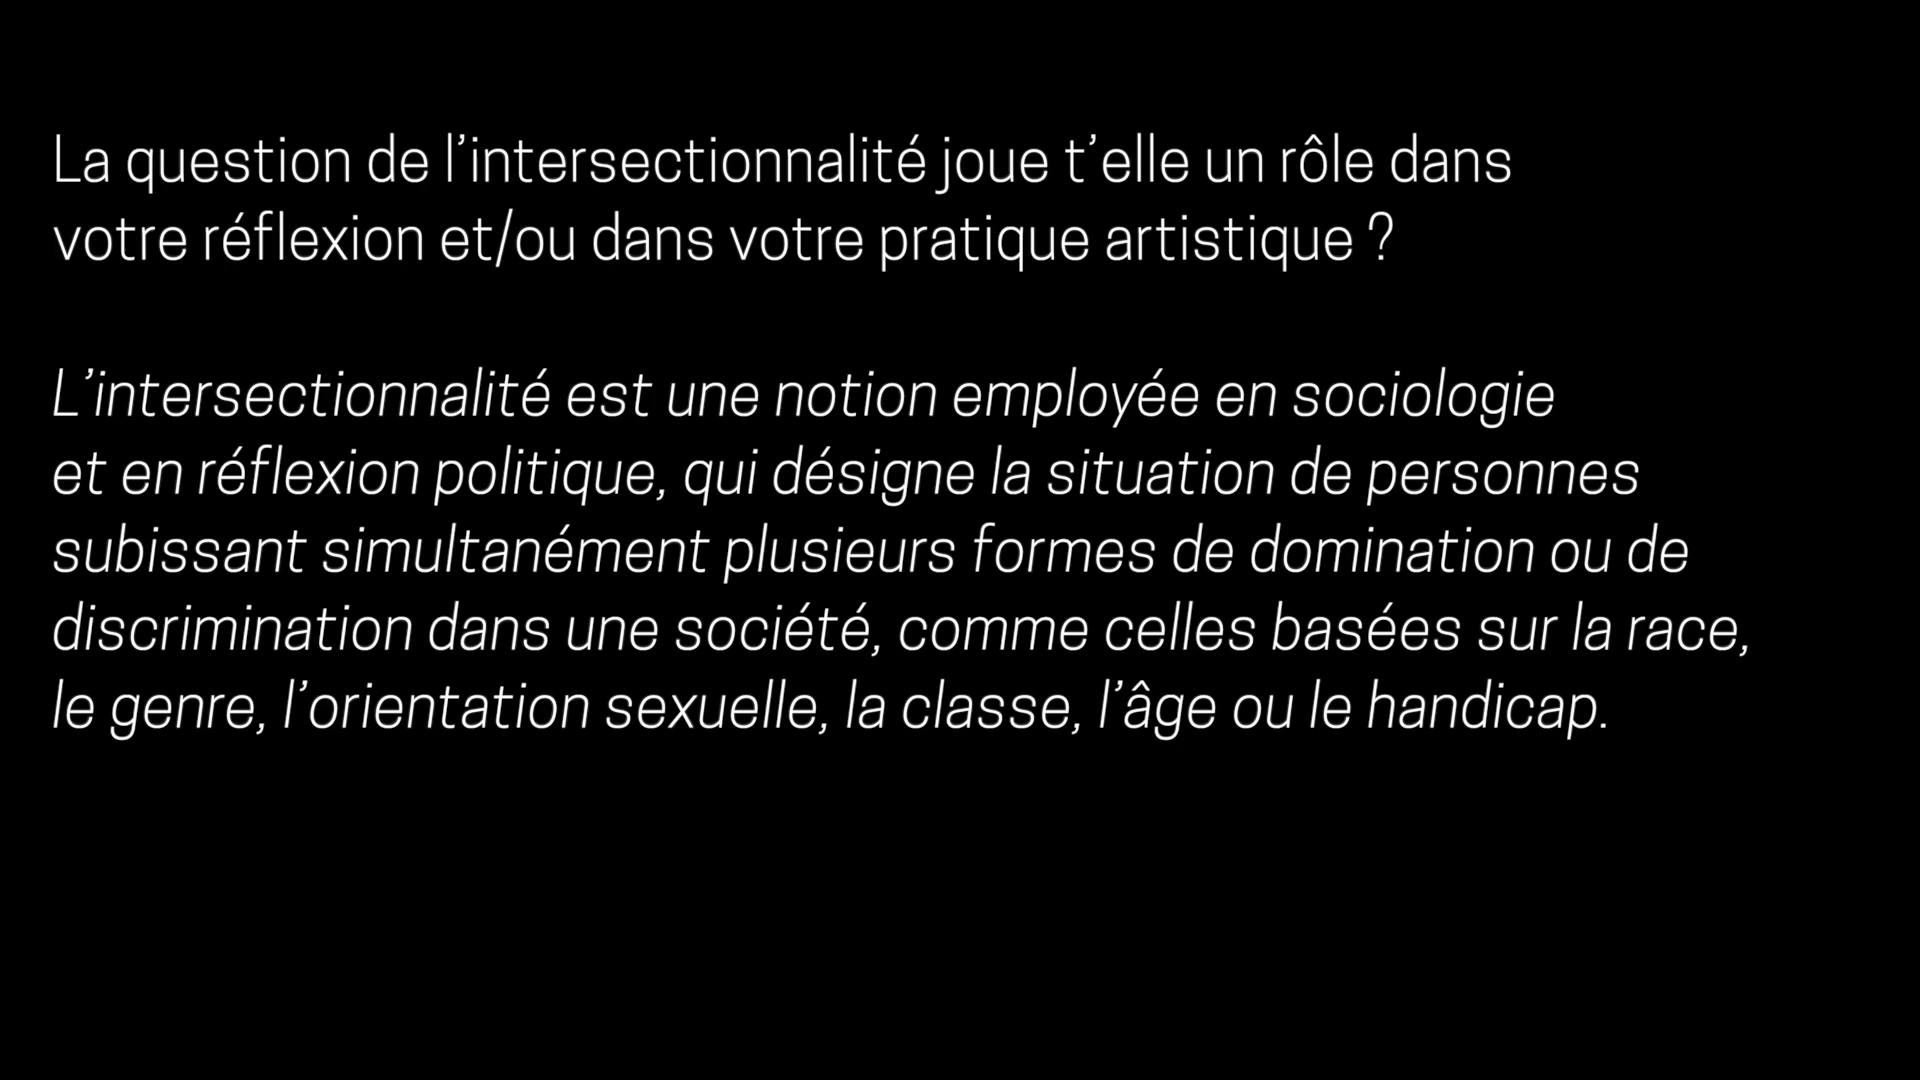 La question de l’intersectionnalité joue t’elle un rôle dans
votre réflexion et/ou dans votre pratique artistique ?
L’intersectionnalité est une notion employée en sociologie
et en réflexion politique, qui désigne la situation de personnes
subissant simultanément plusieurs formes de domination ou de
discrimination dans une société, comme celles basées sur la race,
le genre, l’orientation sexuelle, la classe, l’âge ou le handicap.